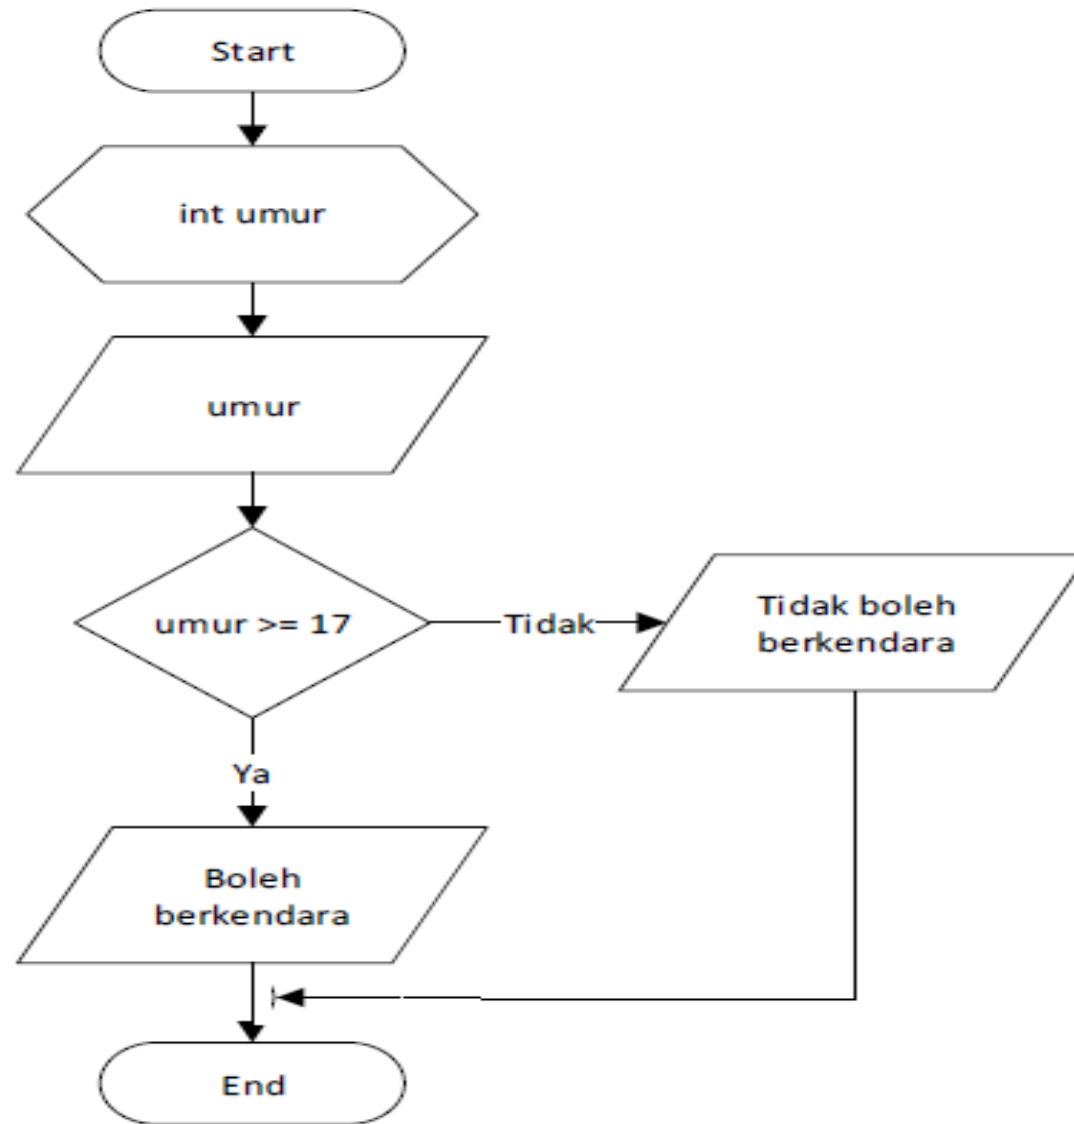 Start
int umur
umur
umur >= 17
Tidak
Tidak boleh
berkendara
Ya
Boleh
berkendara
End